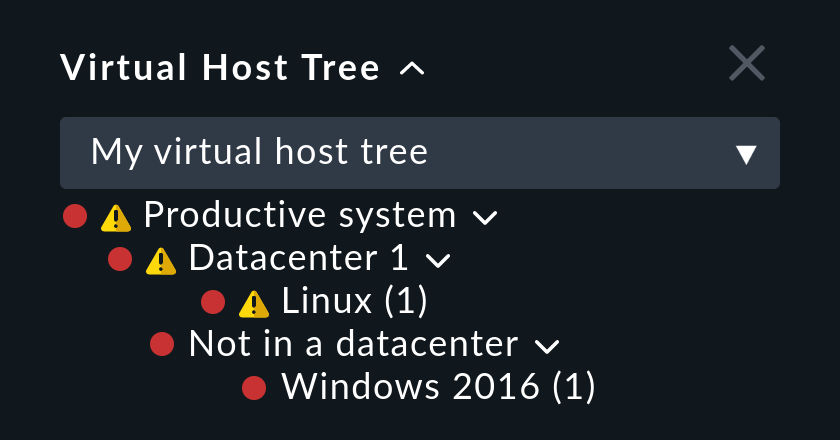 Virtual Host Tree
My virtual host tree
Productive system
Datacenter 1
Linux (1)
Not in a datacenter
Windows 2016 (1)